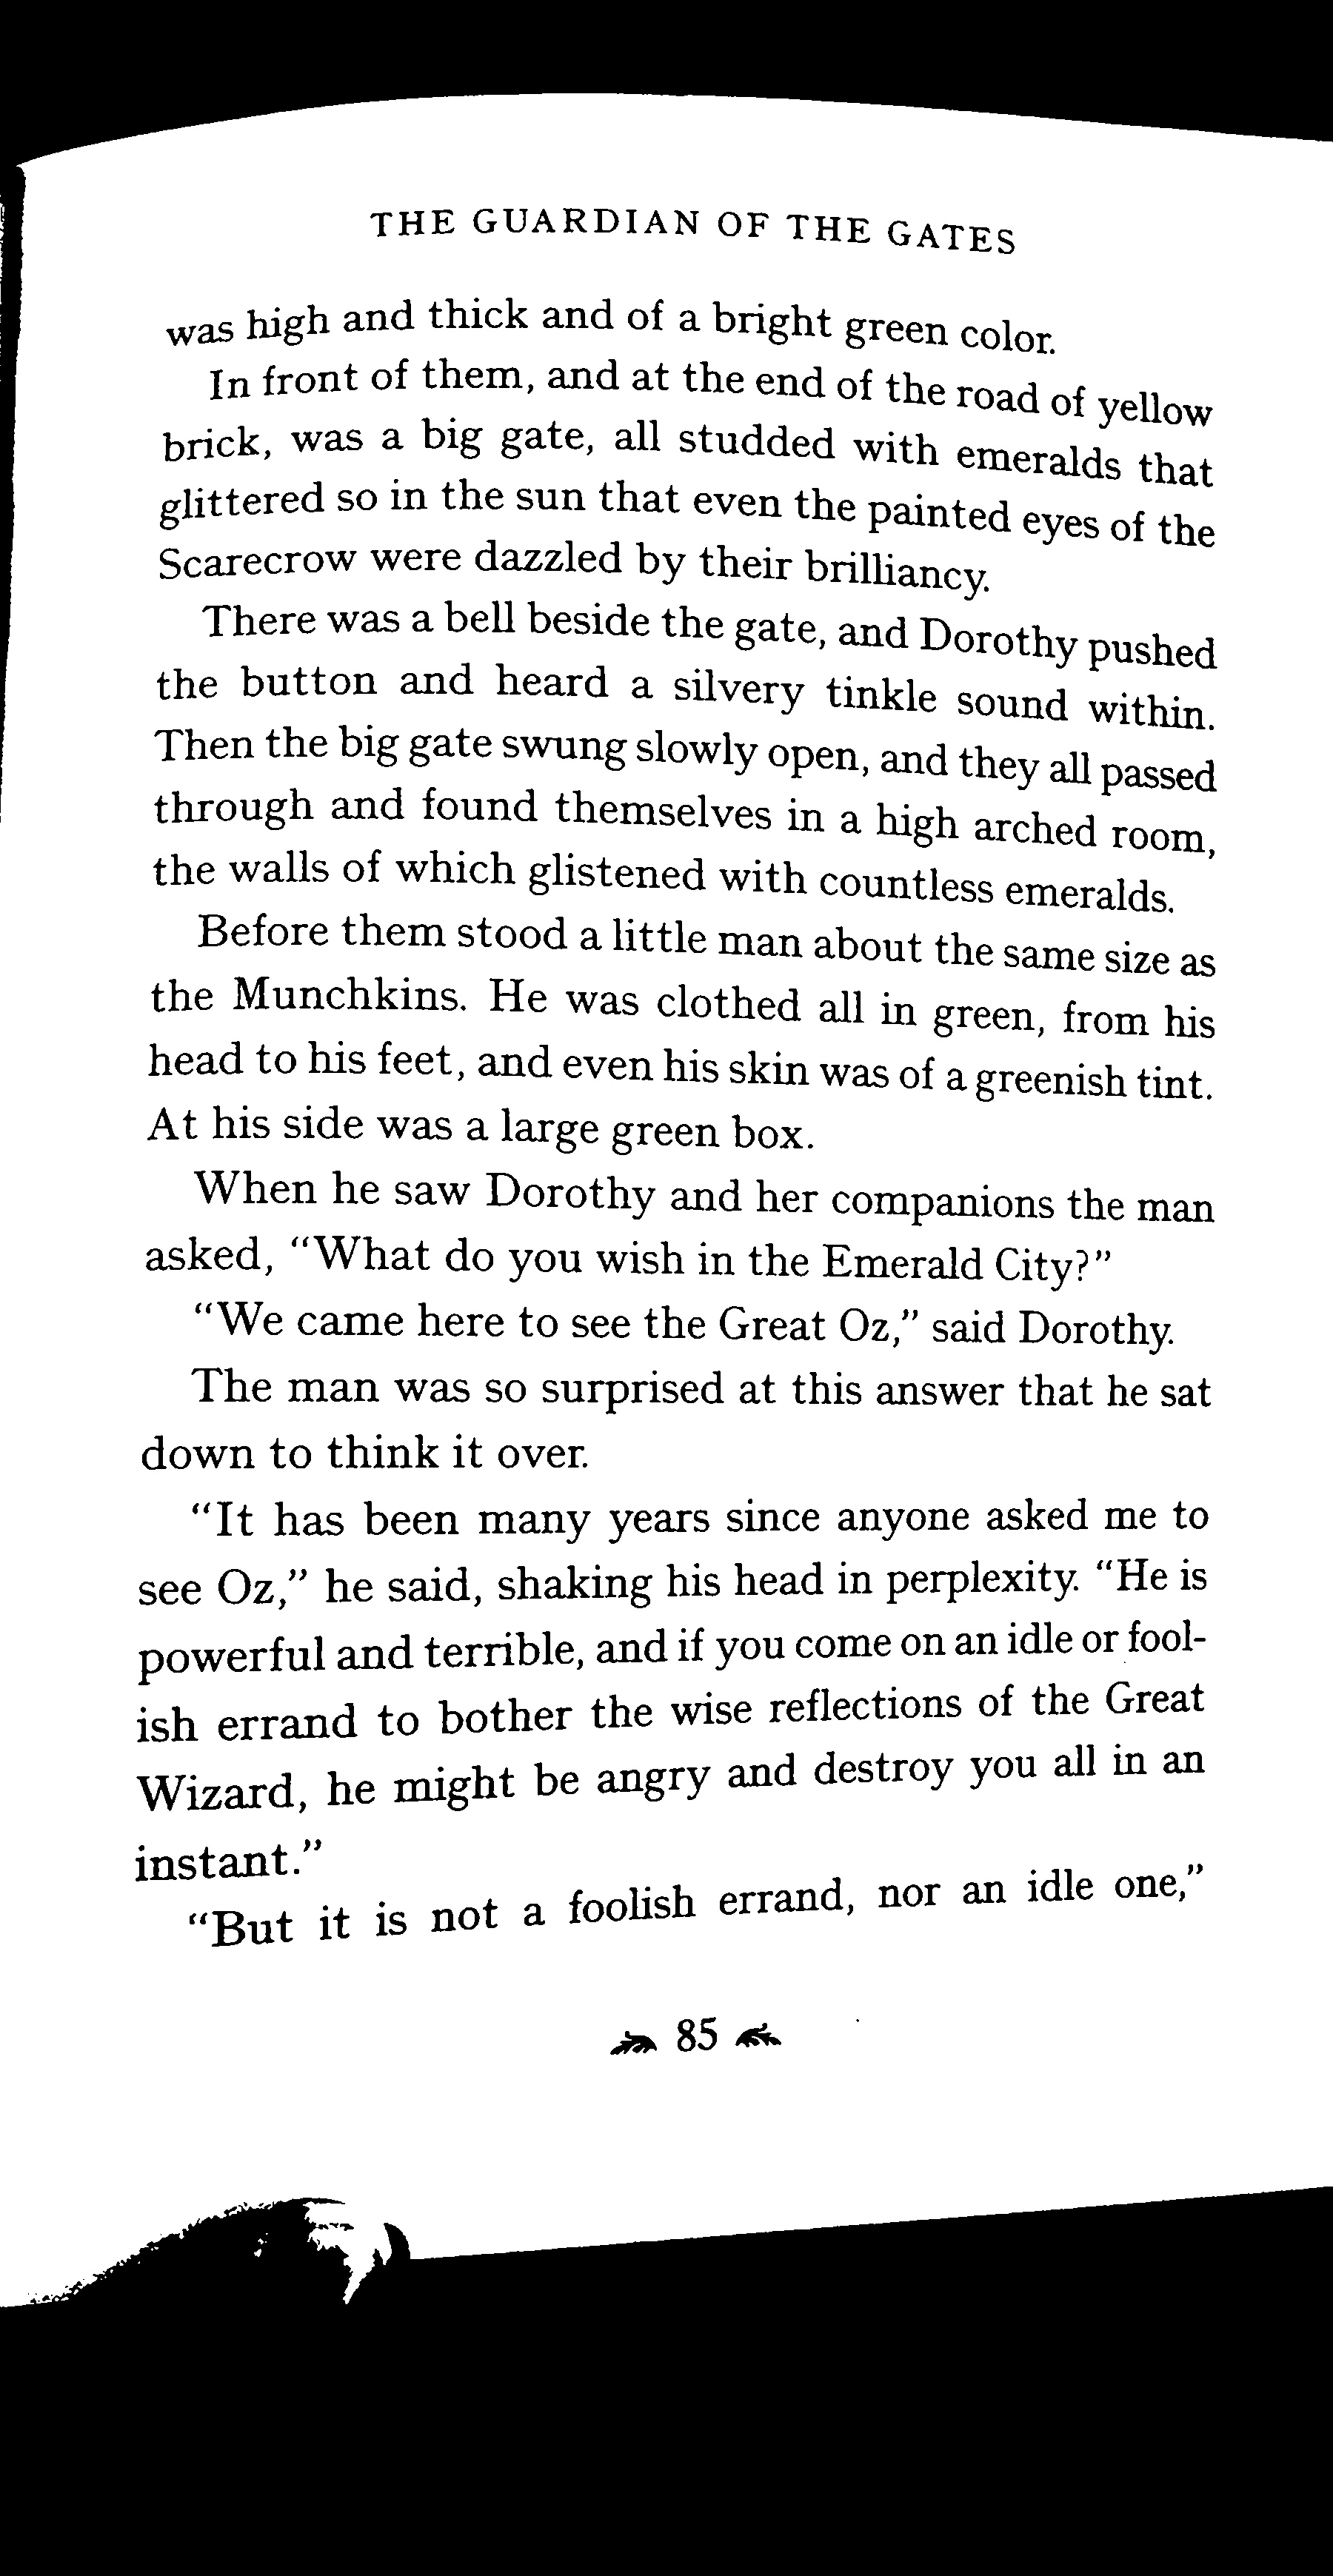 THE GUARDIAN OF THE GATES
was high and thick and of a bright green color.
In front of them, and at the end of the road of yellow
brick, was a big gate, all studded with emeralds that
glittered so in the sun that even the painted eyes of the
Scarecrow were dazzled by their brilliancy.
There was a bell beside the gate, and Dorothy pushed
the button and heard a silvery tinkle sound within.
Then the big gate swung slowly open, and they all passed
through and found themselves in a high arched room,
the walls of which glistened with countless emeralds.
Before them stood a little man about the same size as
the Munchkins. He was clothed all in green, from his
head to his feet, and even his skin was of a greenish tint.
At his side was a large green box.
When he saw Dorothy and her companions the man
asked, “What do you wish in the Emerald City?”
“We came here to see the Great Oz,” said Dorothy.
The man was so surprised at this answer that he sat
down to think it over.
“It has been many years since anyone asked me to
see Oz,” he said, shaking his head in perplexity. “He is
powerful and terrible, and if you come on an idle or fool-
ish errand to bother the wise reflections of the Great
Wizard, he might be angry and destroy you all in an
instant.”
“But it is not a foolish errand, nor an idle one,”
85